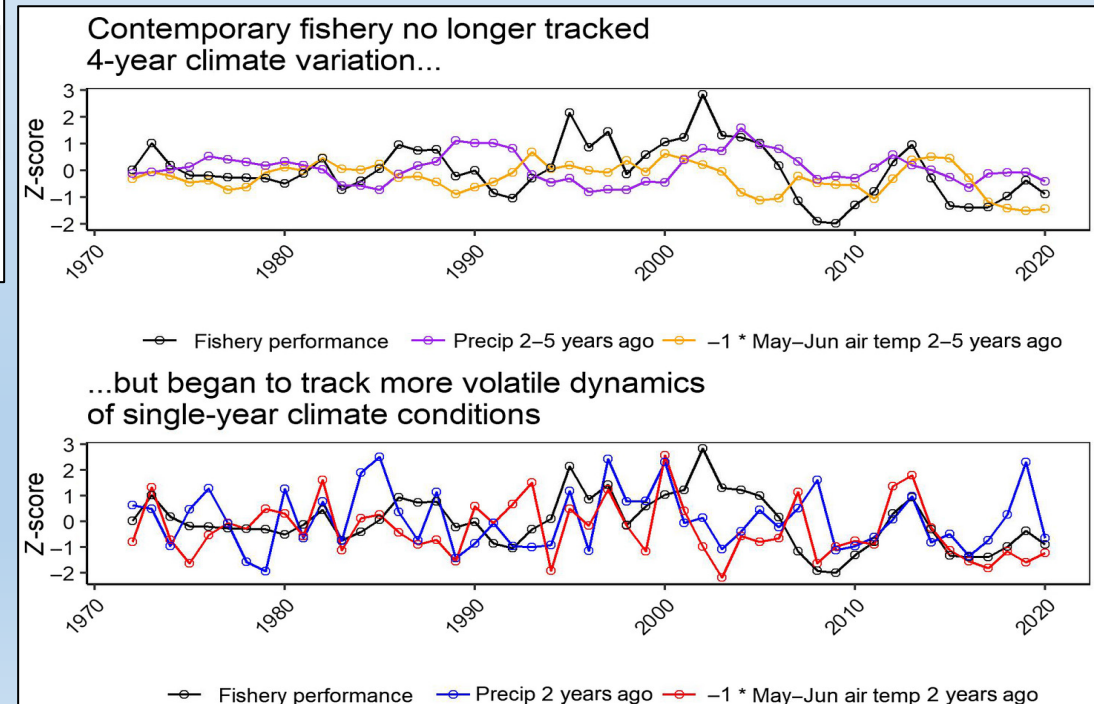 Contemporary fishery no longer tracked
4-year climate variation...
3
2
1
0
–1
–2
Z-score
1970
1980
1990
2000
2010
2020
Fishery performance
Precip 2–5 years ago
–1 * May–Jun air temp 2–5 years ago
...but began to track more volatile dynamics
of single-year climate conditions
3
2
1
0
–1
–2
Z-score
1970
1980
1990
2000
2010
2020
Fishery performance
Precip 2 years ago
–1 * May–Jun air temp 2 years ago